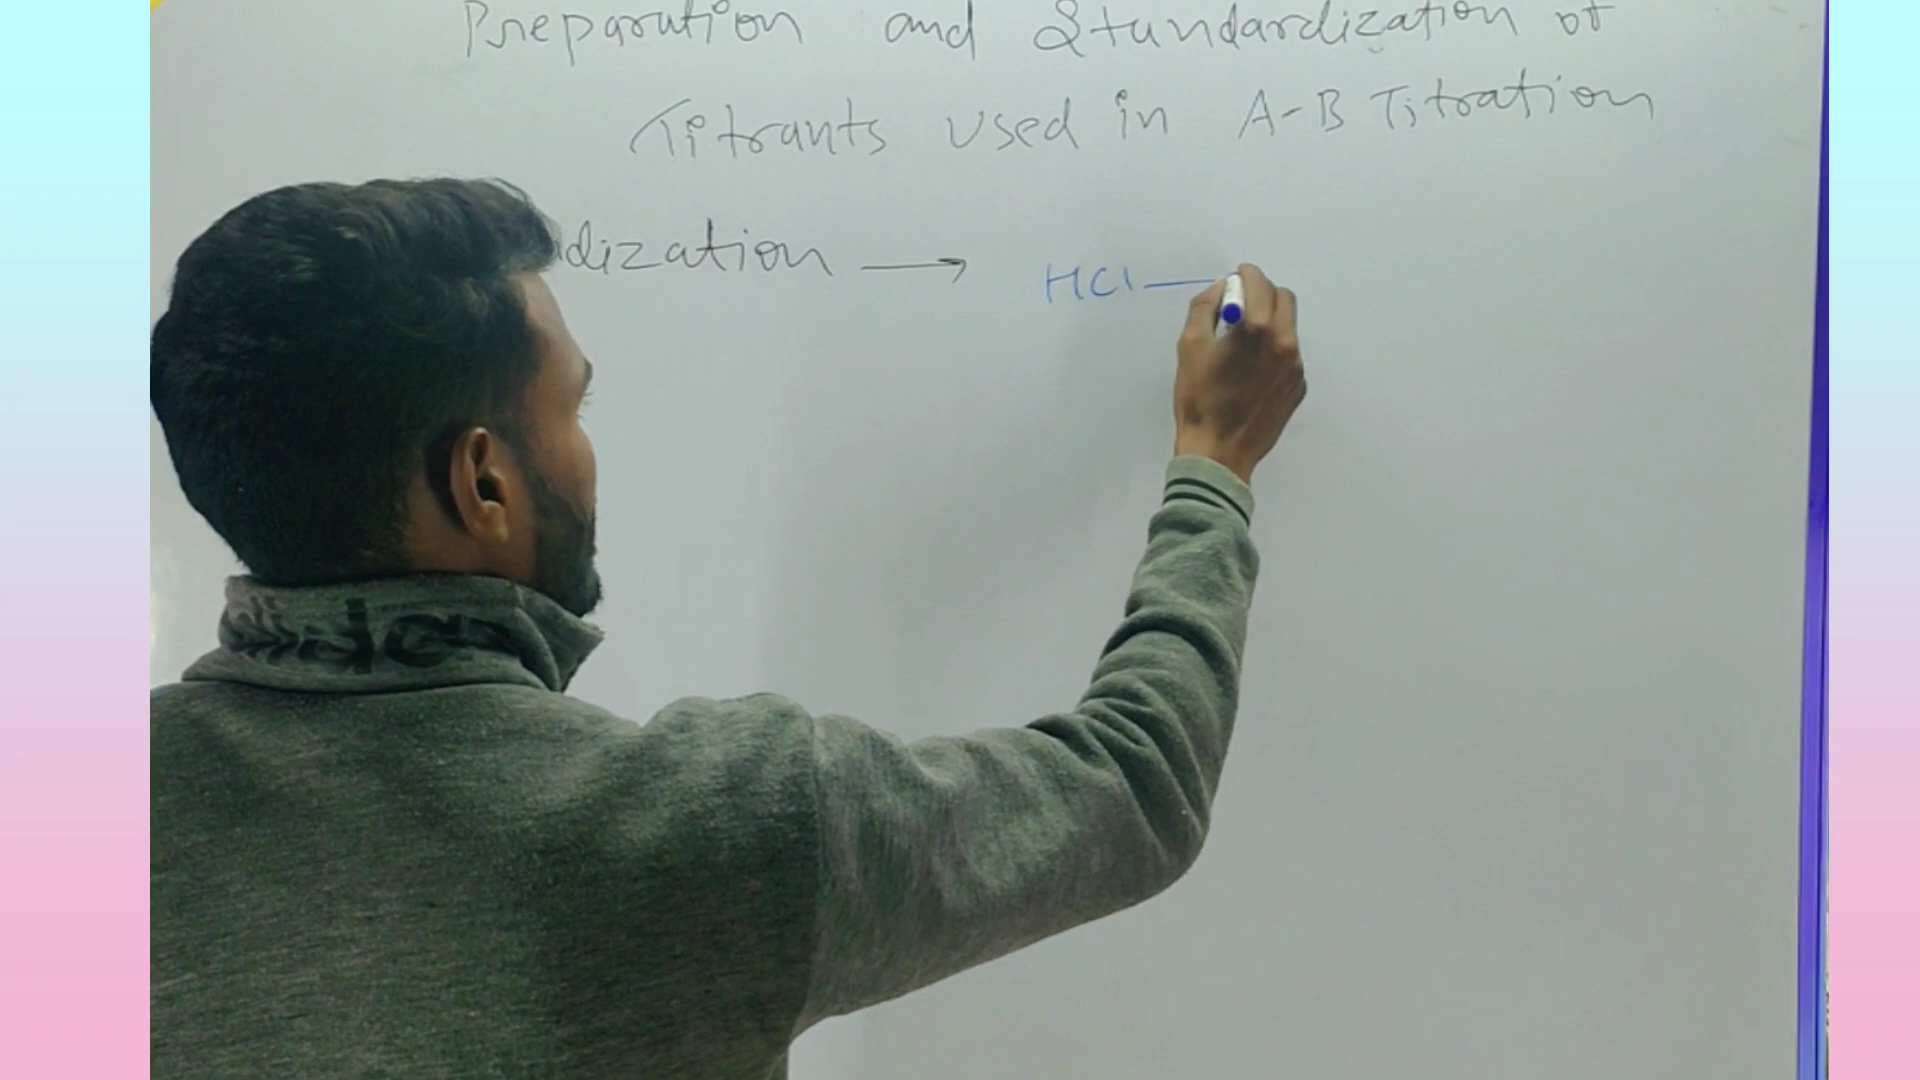 Preparation and Standardization of
Titrants used in A-B Titration
dization → HCl —